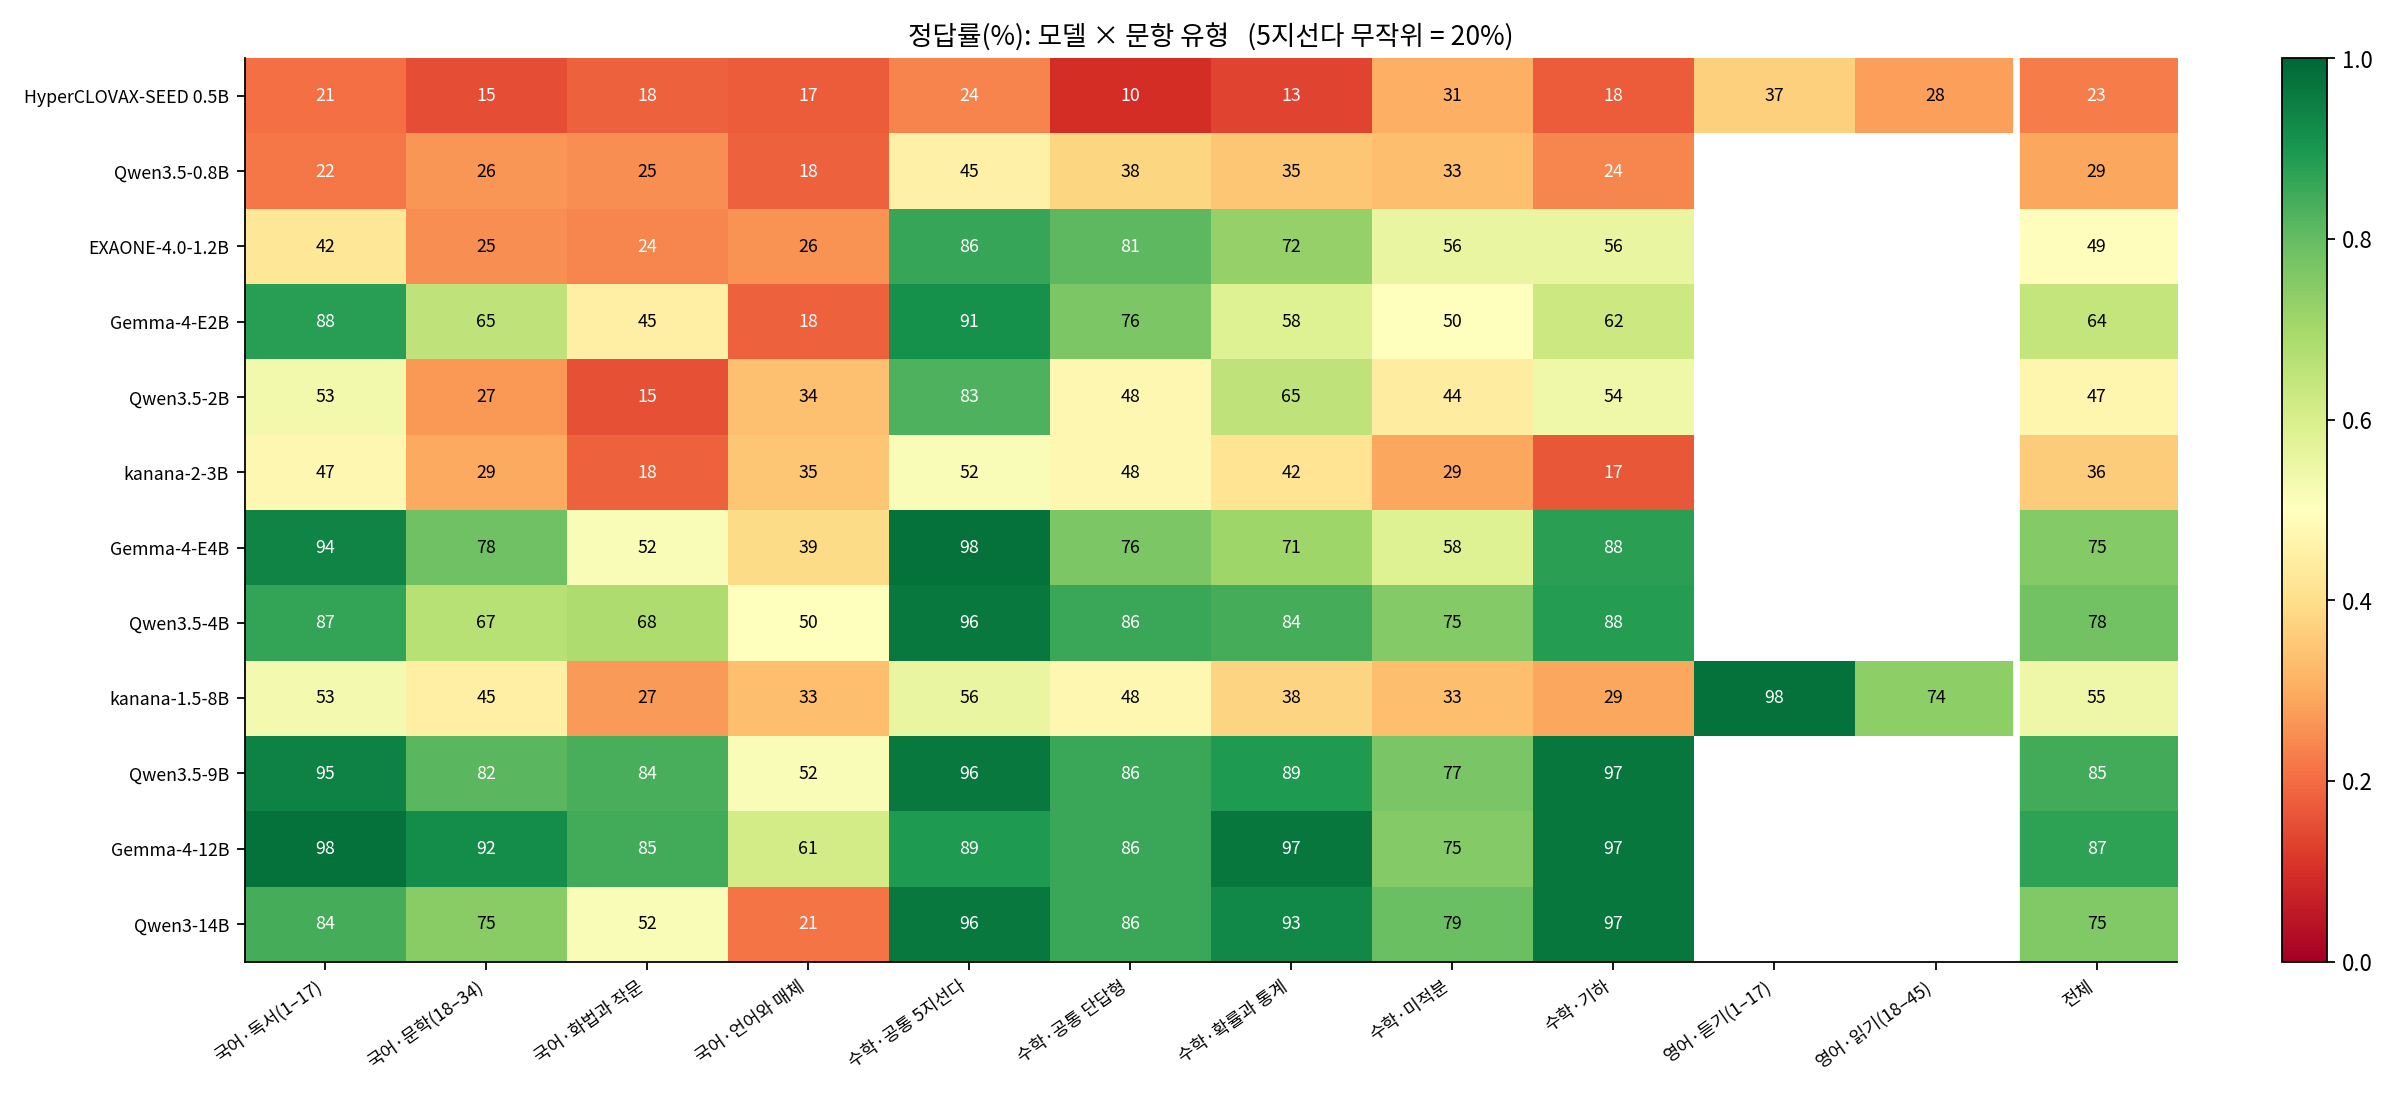 정답률(%): 모델 × 문항 유형 (5지선다 무작위 = 20%)
HyperCLOVAX-SEED 0.5B 21 15 18 17 24 10 13 31 18 37 28 23
Qwen3.5-0.8B 22 26 25 18 45 38 35 33 24 29
EXAONE-4.0-1.2B 42 25 24 26 86 81 72 56 56 49
Gemma-4-E2B 88 65 45 18 91 76 58 50 62 64
Qwen3.5-2B 53 27 15 34 83 48 65 44 54 47
kanana-2-3B 47 29 18 35 52 48 42 29 17 36
Gemma-4-E4B 94 78 52 39 98 76 71 58 88 75
Qwen3.5-4B 87 67 68 50 96 86 84 75 88 78
kanana-1.5-8B 53 45 27 33 56 48 38 33 29 98 74 55
Qwen3.5-9B 95 82 84 52 96 86 89 77 97 85
Gemma-4-12B 98 92 85 61 89 86 97 75 97 87
Qwen3-14B 84 75 52 21 96 86 93 79 97 75
국어·독서(1–17)
국어·문학(18–34)
국어·화법과 작문
국어·언어와 매체
수학·공통 5지선다
수학·공통 단답형
수학·확률과 통계
수학·미적분
수학·기하
영어·듣기(1–17)
영어·읽기(18–45)
전체
1.0
0.8
0.6
0.4
0.2
0.0